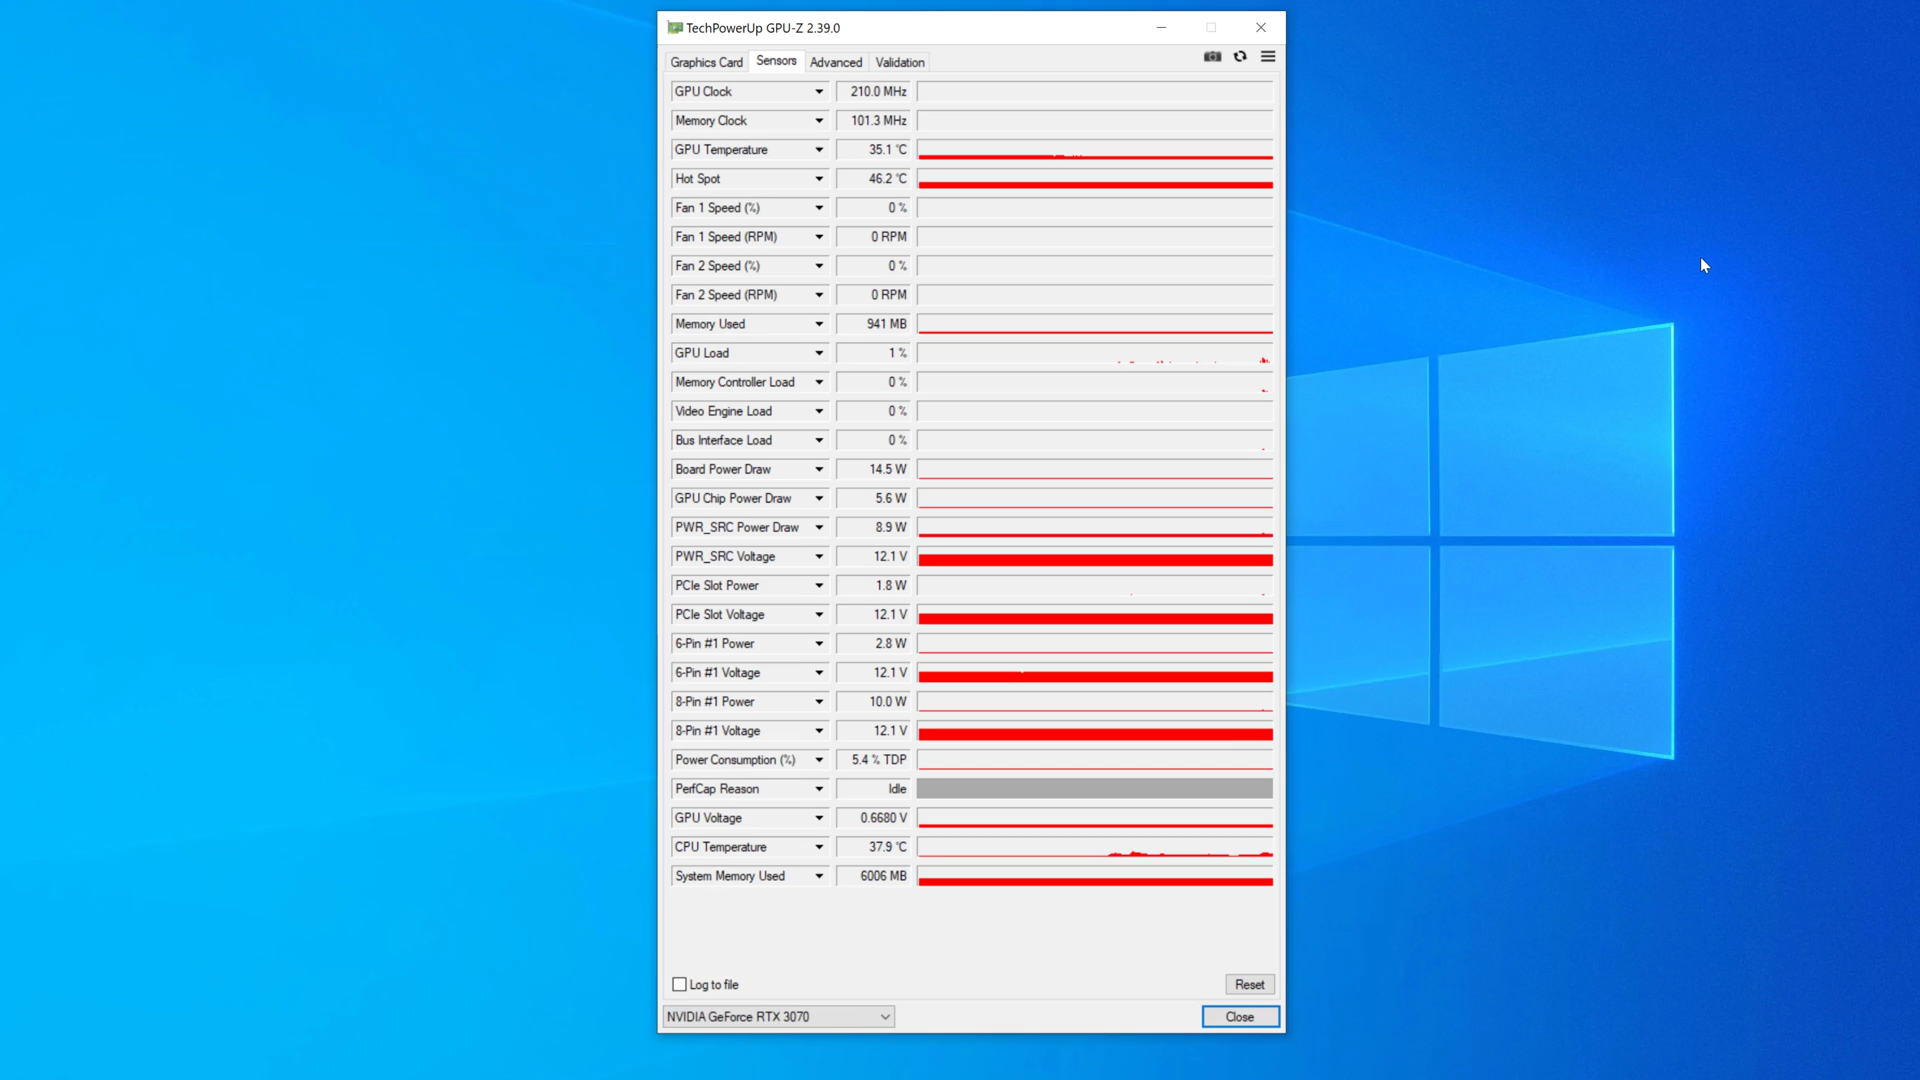 TechPowerUp GPU-Z 2.39.0
Graphics Card Sensors Advanced Validation
GPU Clock 210.0 MHz
Memory Clock 101.3 MHz
GPU Temperature 35.1 °C
Hot Spot 46.2 °C
Fan 1 Speed (%) 0 %
Fan 1 Speed (RPM) 0 RPM
Fan 2 Speed (%) 0 %
Fan 2 Speed (RPM) 0 RPM
Memory Used 941 MB
GPU Load 1 %
Memory Controller Load 0 %
Video Engine Load 0 %
Bus Interface Load 0 %
Board Power Draw 14.5 W
GPU Chip Power Draw 5.6 W
PWR_SRC Power Draw 8.9 W
PWR_SRC Voltage 12.1 V
PCIe Slot Power 1.8 W
PCIe Slot Voltage 12.1 V
6-Pin #1 Power 2.8 W
6-Pin #1 Voltage 12.1 V
8-Pin #1 Power 10.0 W
8-Pin #1 Voltage 12.1 V
Power Consumption (%) 5.4 % TDP
PerfCap Reason Idle
GPU Voltage 0.6680 V
CPU Temperature 37.9 °C
System Memory Used 6006 MB
Log to file Reset
NVIDIA GeForce RTX 3070 Close